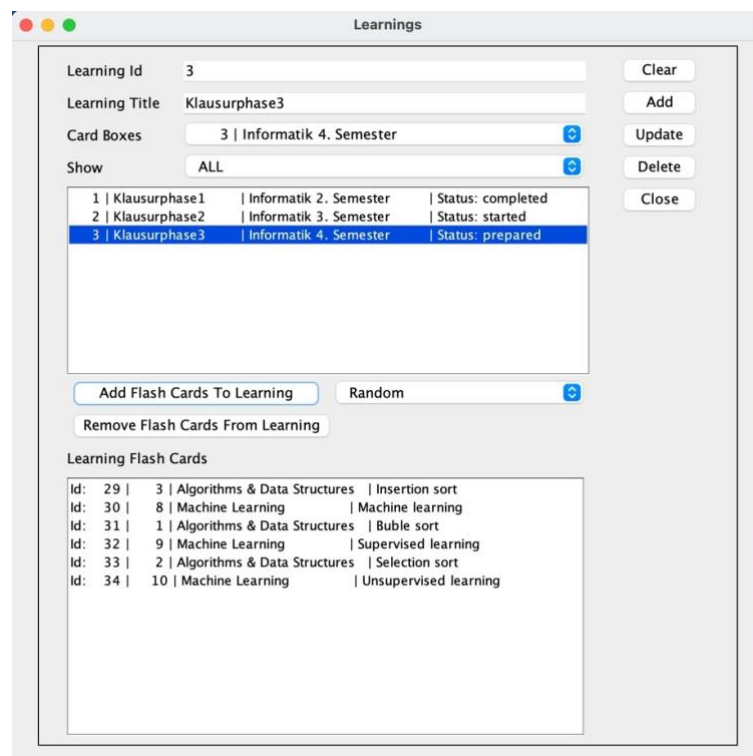 Learnings
Learning Id 3 Clear
Learning Title Klausurphase3 Add
Card Boxes 3 | Informatik 4. Semester Update
Show ALL Delete
1 | Klausurphase1 | Informatik 2. Semester | Status: completed Close
2 | Klausurphase2 | Informatik 3. Semester | Status: started
3 | Klausurphase3 | Informatik 4. Semester | Status: prepared
Add Flash Cards To Learning Random
Remove Flash Cards From Learning
Learning Flash Cards
Id: 29 | 3 | Algorithms & Data Structures | Insertion sort
Id: 30 | 8 | Machine Learning | Machine learning
Id: 31 | 1 | Algorithms & Data Structures | Buble sort
Id: 32 | 9 | Machine Learning | Supervised learning
Id: 33 | 2 | Algorithms & Data Structures | Selection sort
Id: 34 | 10 | Machine Learning | Unsupervised learning